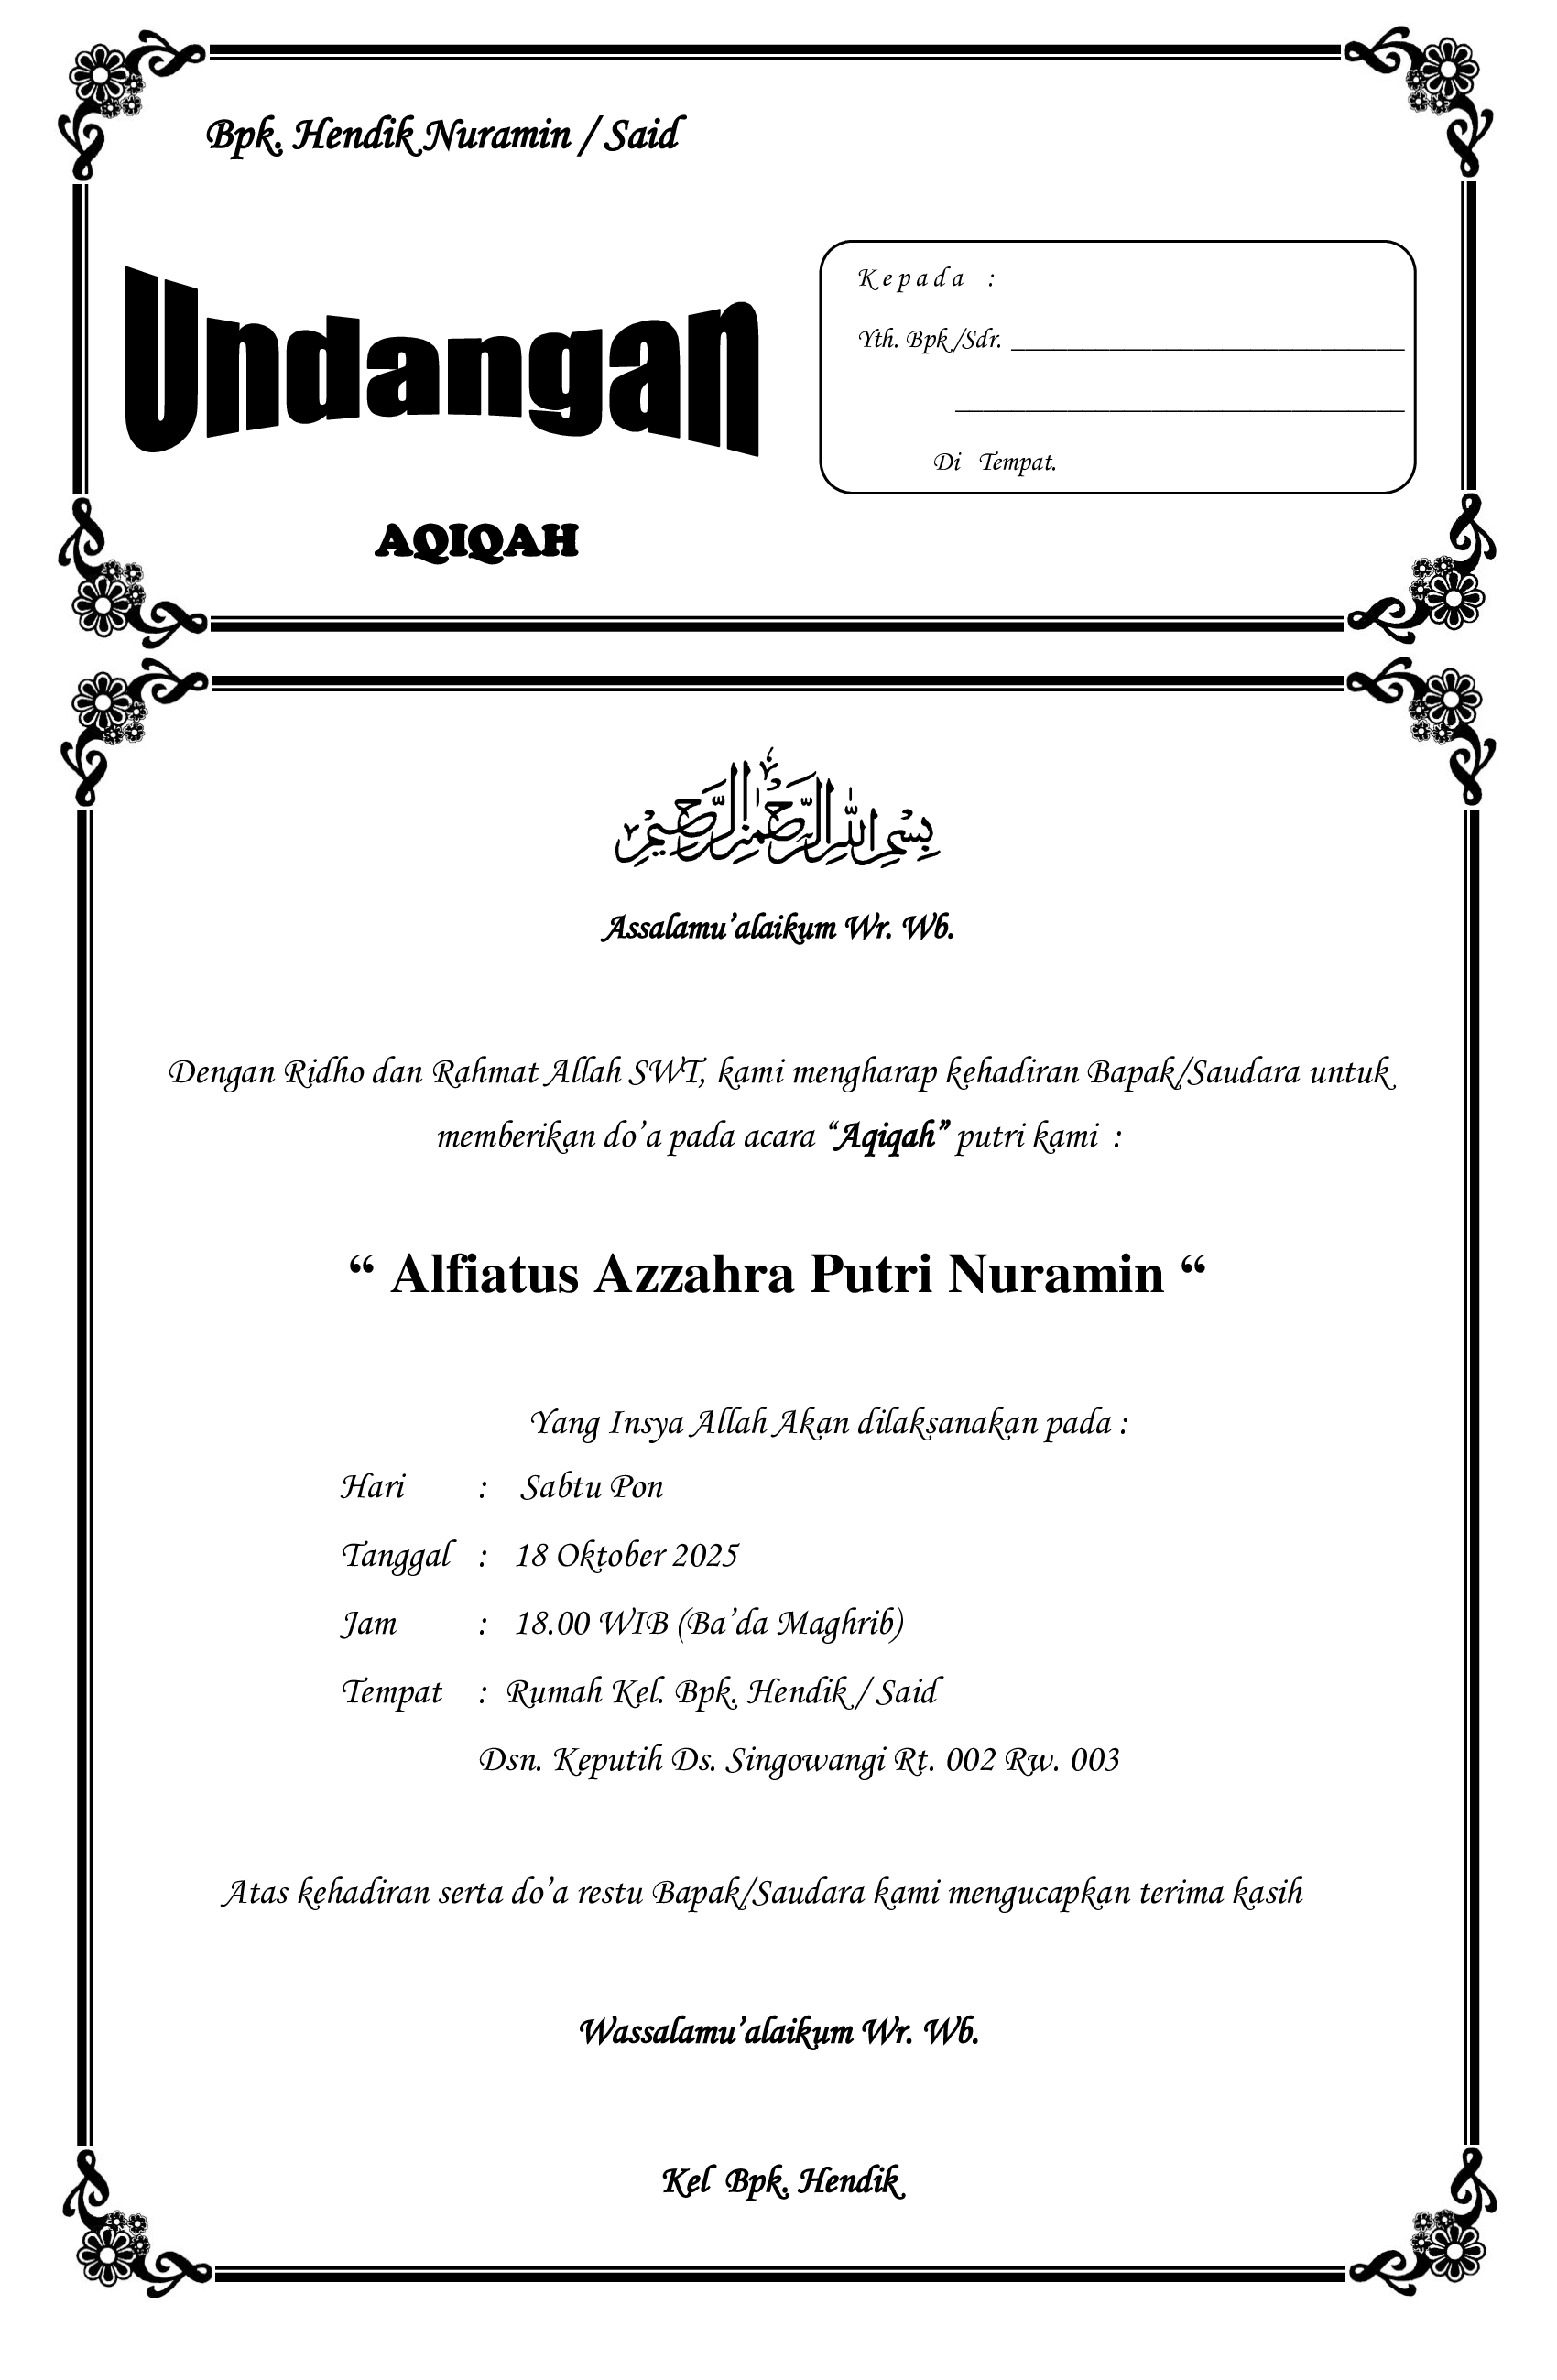 Bpk. Hendik Nuramin / Said
Undangan
AQIQAH
Kepada :
Yth. Bpk/Sdr. ____________________________
________________________________
Di Tempat.
بِسْمِ اللهِ الرَّحْمٰنِ الرَّحِيْمِ
Assalamu’alaikum Wr. Wb.
Dengan Ridho dan Rahmat Allah SWT, kami mengharap kehadiran Bapak/Saudara untuk
memberikan do’a pada acara “Aqiqah” putri kami :
“ Alfiatus Azzahra Putri Nuramin “
Yang Insya Allah Akan dilaksanakan pada :
Hari : Sabtu Pon
Tanggal : 18 Oktober 2025
Jam : 18.00 WIB (Ba’da Maghrib)
Tempat : Rumah Kel. Bpk. Hendik / Said
Dsn. Keputih Ds. Singowangi Rt. 002 Rw. 003
Atas kehadiran serta do’a restu Bapak/Saudara kami mengucapkan terima kasih
Wassalamu’alaikum Wr. Wb.
Kel Bpk. Hendik